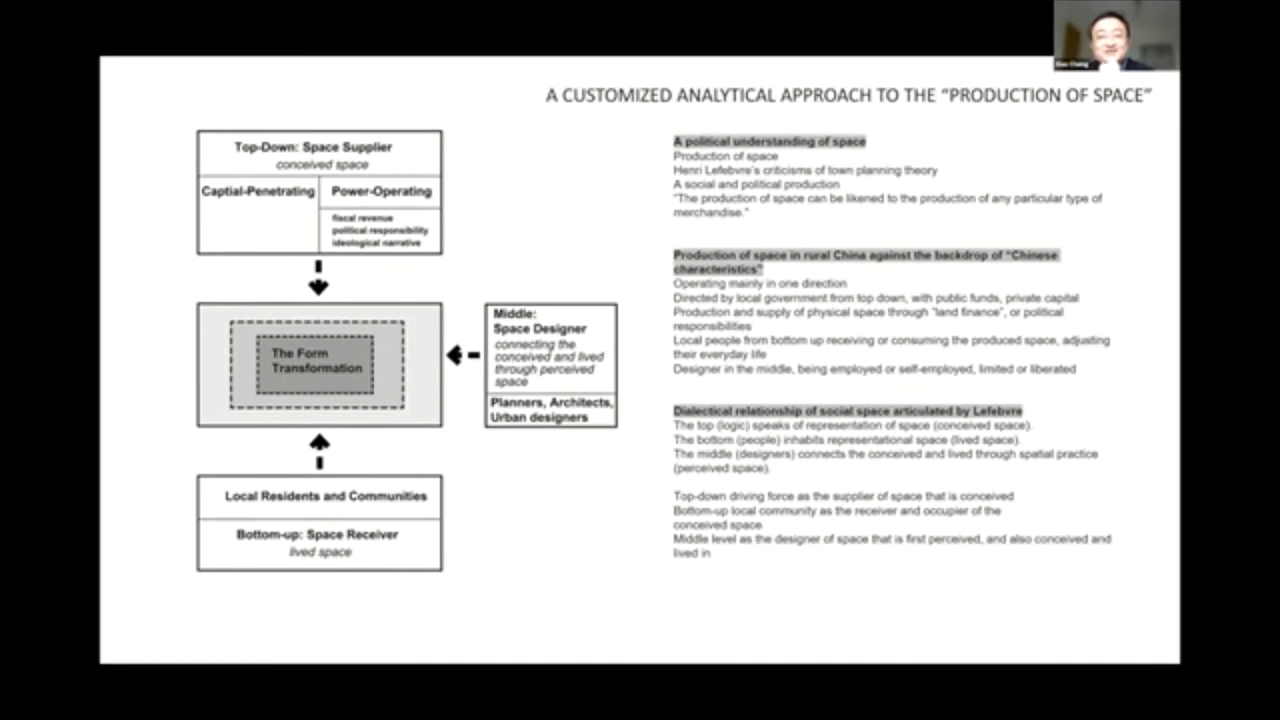 A CUSTOMIZED ANALYTICAL APPROACH TO THE “PRODUCTION OF SPACE”
Top-Down: Space Supplier
conceived space
Captial-Penetrating
Power-Operating
fiscal revenue
political responsibility
ideological narrative
The Form
Transformation
Middle:
Space Designer
connecting the
conceived and lived
through perceived
space
Planners, Architects,
Urban designers
Local Residents and Communities
Bottom-up: Space Receiver
lived space
A political understanding of space
Production of space
Henri Lefebvre's criticisms of town planning theory
A social and political production
“The production of space can be likened to the production of any particular type of
merchandise.”
Production of space in rural China against the backdrop of “Chinese
characteristics”
Operating mainly in one direction
Directed by local government from top down, with public funds, private capital
Production and supply of physical space through “land finance”, or political
responsibilities
Local people from bottom up receiving or consuming the produced space, adjusting
their everyday life
Designer in the middle, being employed or self-employed, limited or liberated
Dialectical relationship of social space articulated by Lefebvre
The top (logic) speaks of representation of space (conceived space).
The bottom (people) inhabits representational space (lived space).
The middle (designers) connects the conceived and lived through spatial practice
(perceived space).
Top-down driving force as the supplier of space that is conceived
Bottom-up local community as the receiver and occupier of the
conceived space
Middle level as the designer of space that is first perceived, and also conceived and
lived in